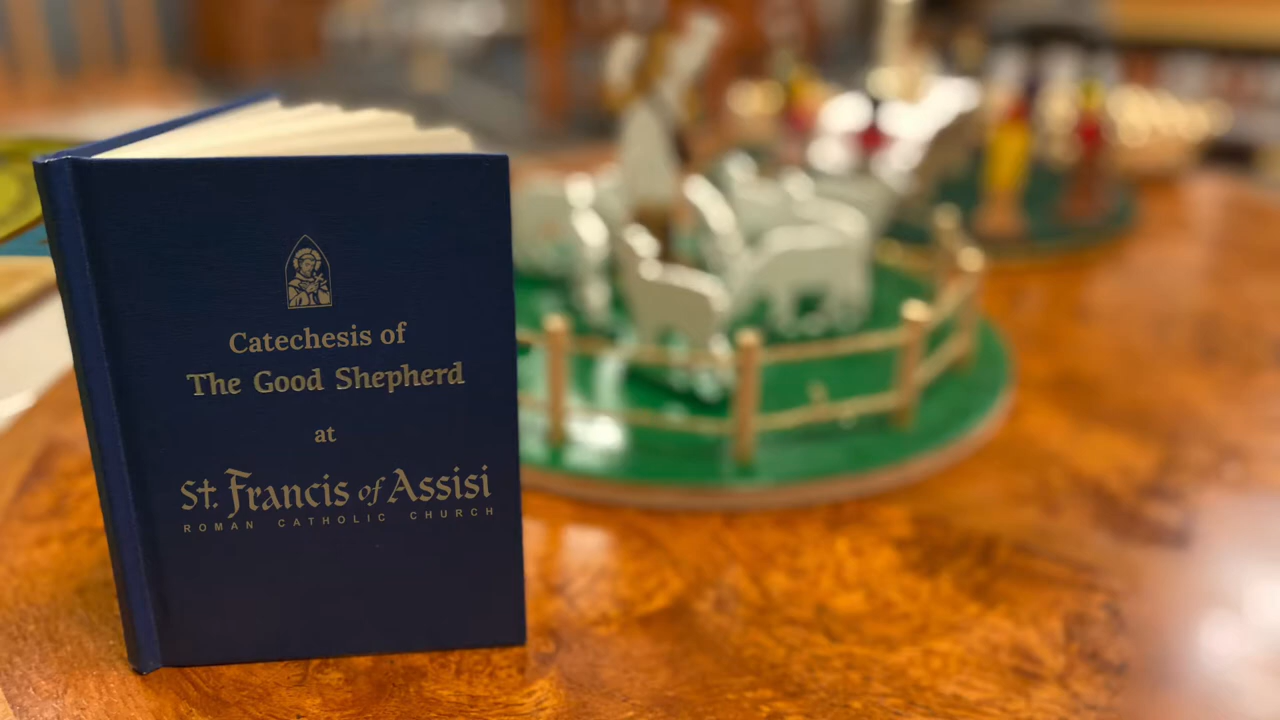 Catechesis of
The Good Shepherd
at
St. Francis of Assisi
ROMAN CATHOLIC CHURCH